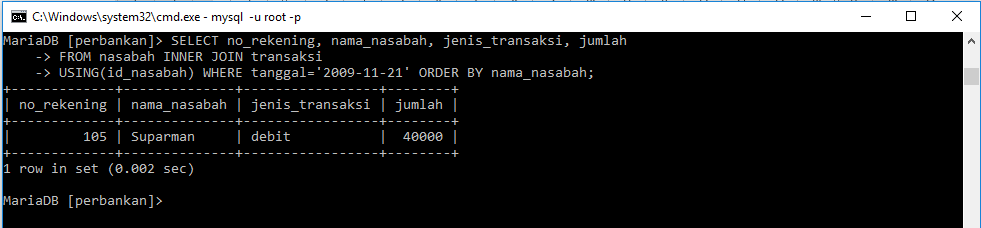 C:\Windows\system32\cmd.exe - mysql  -u root -p
MariaDB [perbankan]> SELECT no_rekening, nama_nasabah, jenis_transaksi, jumlah
    -> FROM nasabah INNER JOIN transaksi
    -> USING(id_nasabah) WHERE tanggal='2009-11-21' ORDER BY nama_nasabah;
+-------------+--------------+-----------------+--------+
| no_rekening | nama_nasabah | jenis_transaksi | jumlah |
+-------------+--------------+-----------------+--------+
|         105 | Suparman     | debit           |  40000 |
+-------------+--------------+-----------------+--------+
1 row in set (0.002 sec)
MariaDB [perbankan]>